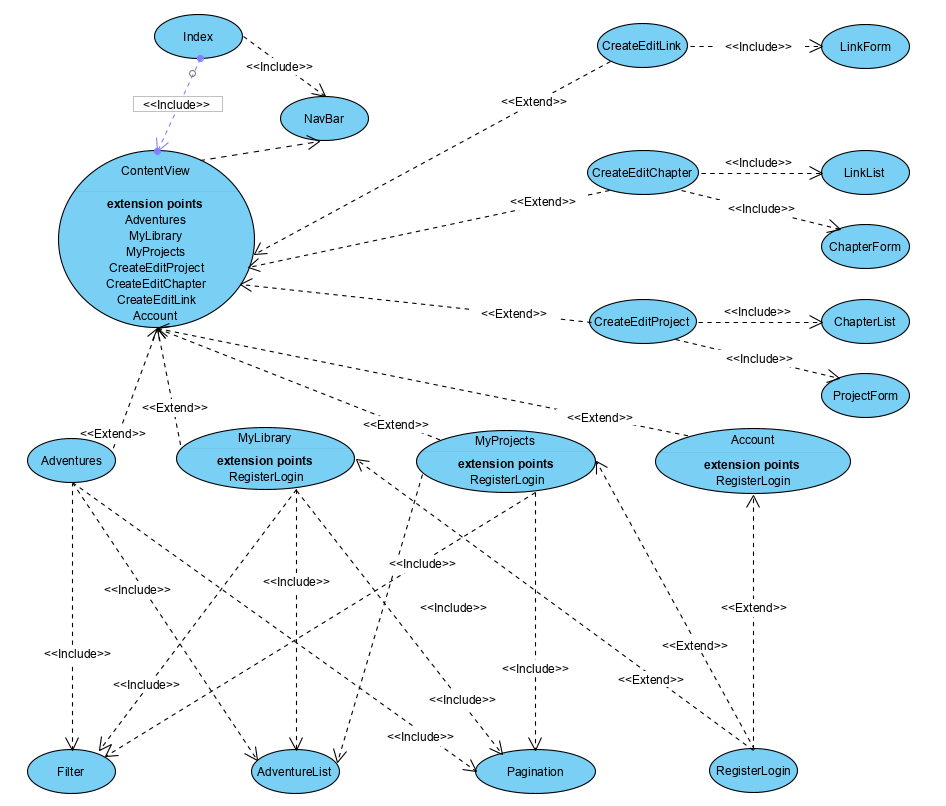 Index
CreateEditLink
<<Include>>
LinkForm
<<Include>>
<<Include>>
<<Extend>>
NavBar
ContentView
extension points
Adventures
MyLibrary
MyProjects
CreateEditProject
CreateEditChapter
CreateEditLink
Account
CreateEditChapter
<<Include>>
LinkList
<<Extend>>
<<Include>>
ChapterForm
<<Extend>>
CreateEditProject
<<Include>>
ChapterList
<<Include>>
ProjectForm
<<Extend>>
<<Extend>>
<<Extend>>
<<Extend>>
Adventures
MyLibrary
extension points
RegisterLogin
MyProjects
extension points
RegisterLogin
Account
extension points
RegisterLogin
<<Include>>
<<Include>>
<<Include>>
<<Include>>
<<Extend>>
<<Include>>
<<Extend>>
<<Include>>
<<Extend>>
<<Include>>
<<Include>>
<<Include>>
Filter
AdventureList
Pagination
RegisterLogin